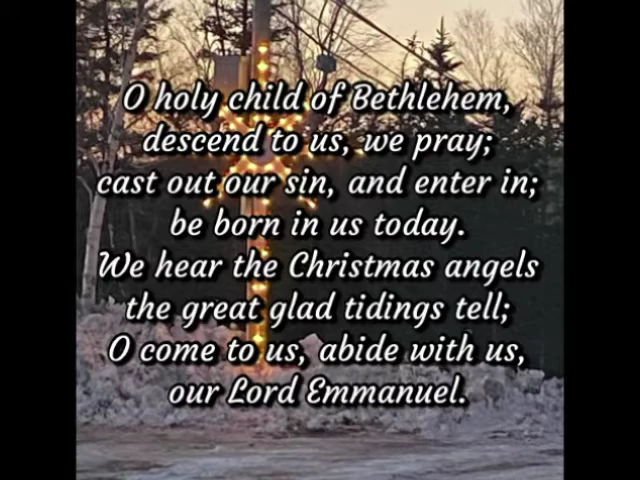 O holy child of Bethlehem,
descend to us, we pray;
cast out our sin, and enter in;
be born in us today.
We hear the Christmas angels
the great glad tidings tell;
O come to us, abide with us,
our Lord Emmanuel.